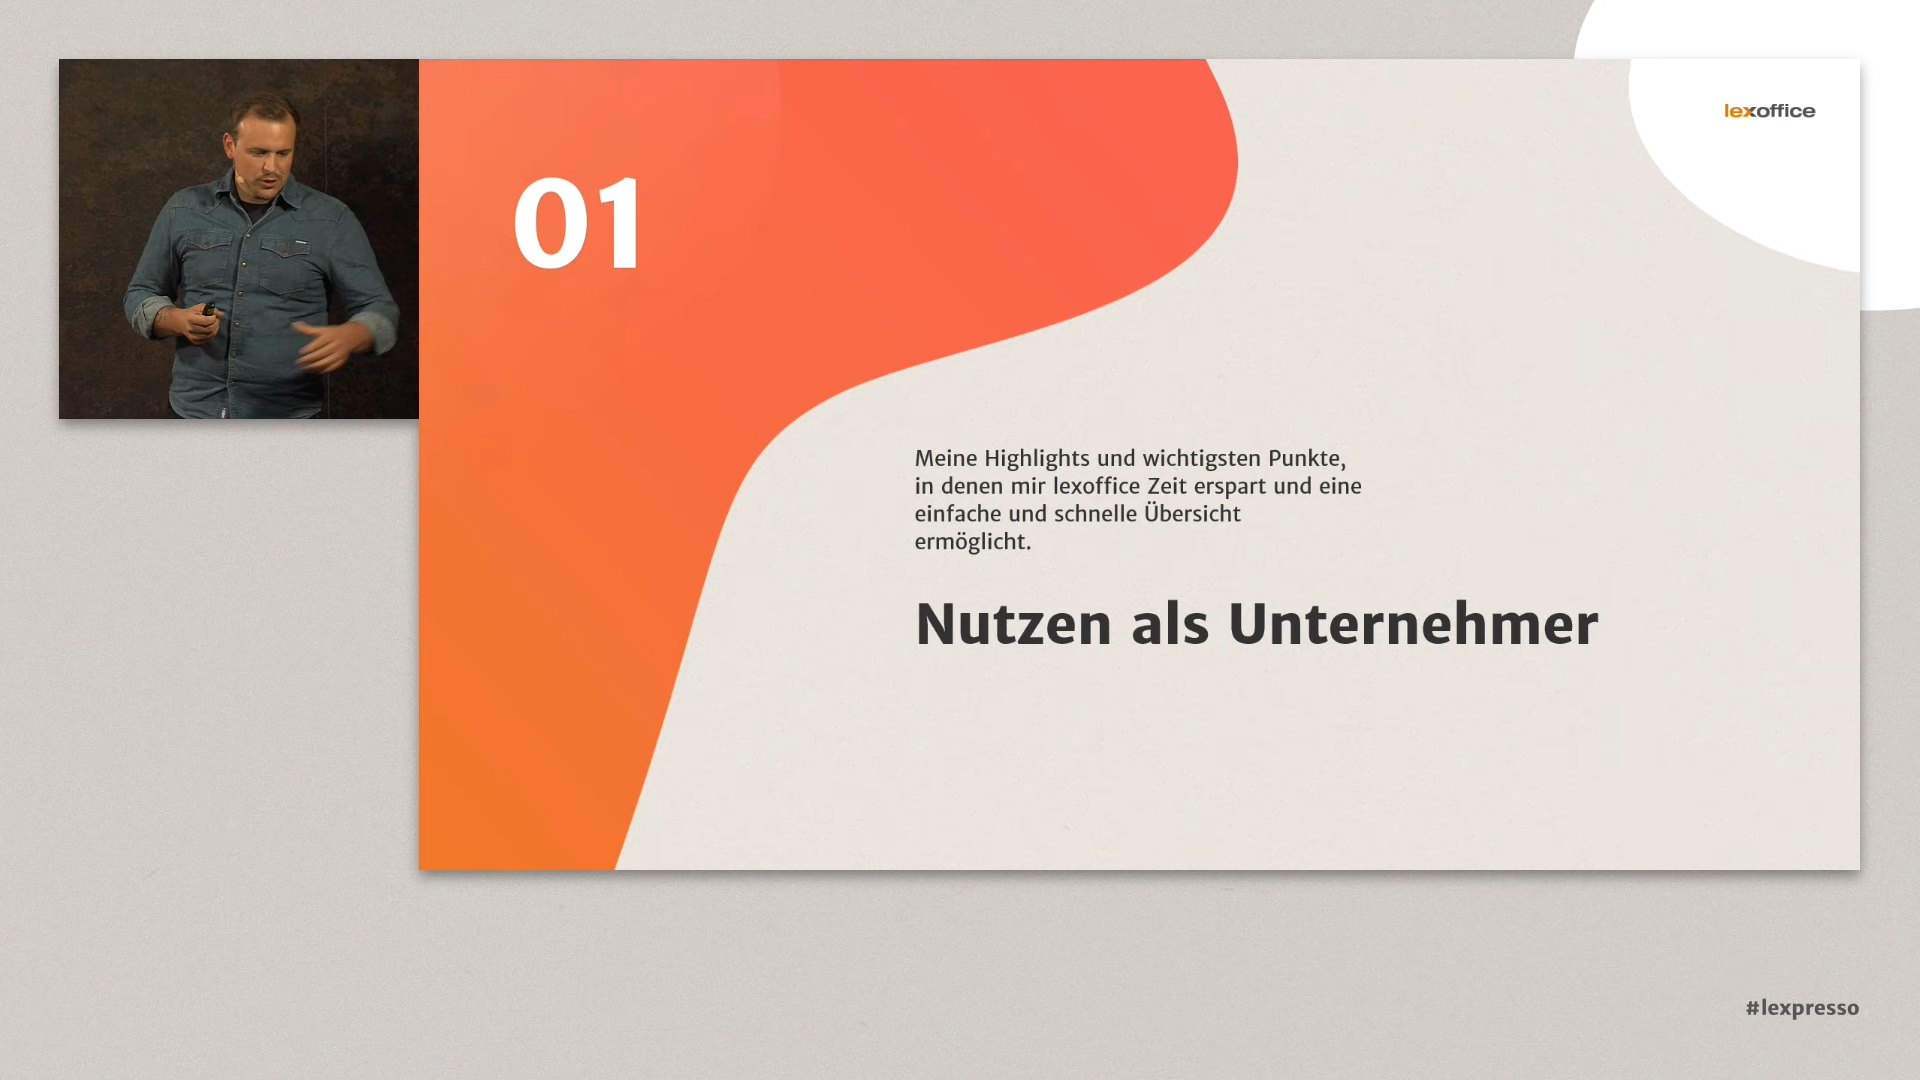 lexoffice
01
Meine Highlights und wichtigsten Punkte,
in denen mir lexoffice Zeit erspart und eine
einfache und schnelle Übersicht
ermöglicht.
Nutzen als Unternehmer
#lexpresso